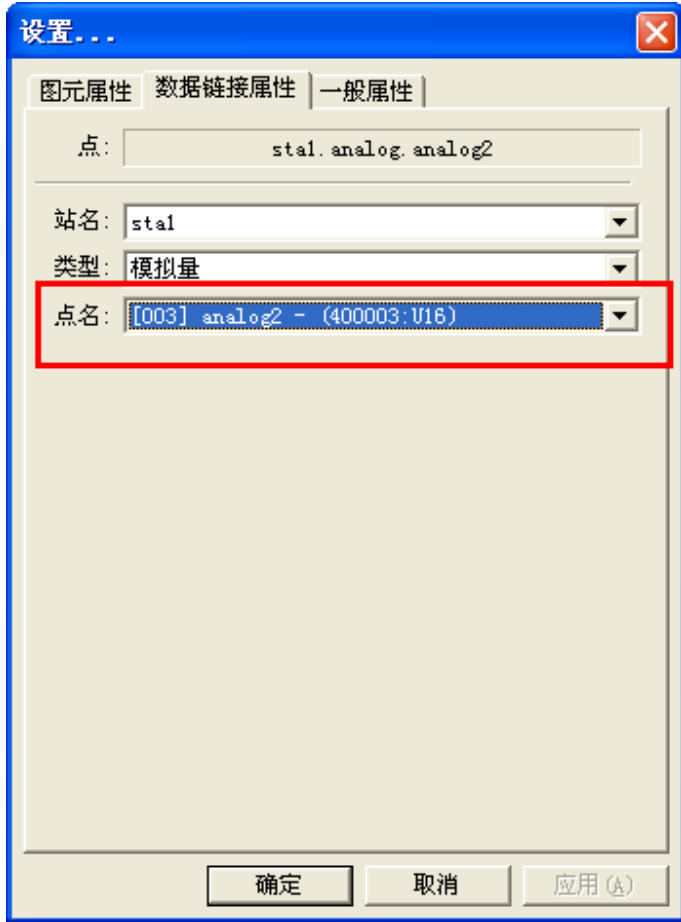 设置...
图元属性 数据链接属性 一般属性
点: sta1.analog.analog2
站名: sta1
类型: 模拟量
点名: [003] analog2 - (400003:U16)
确定 取消 应用(A)